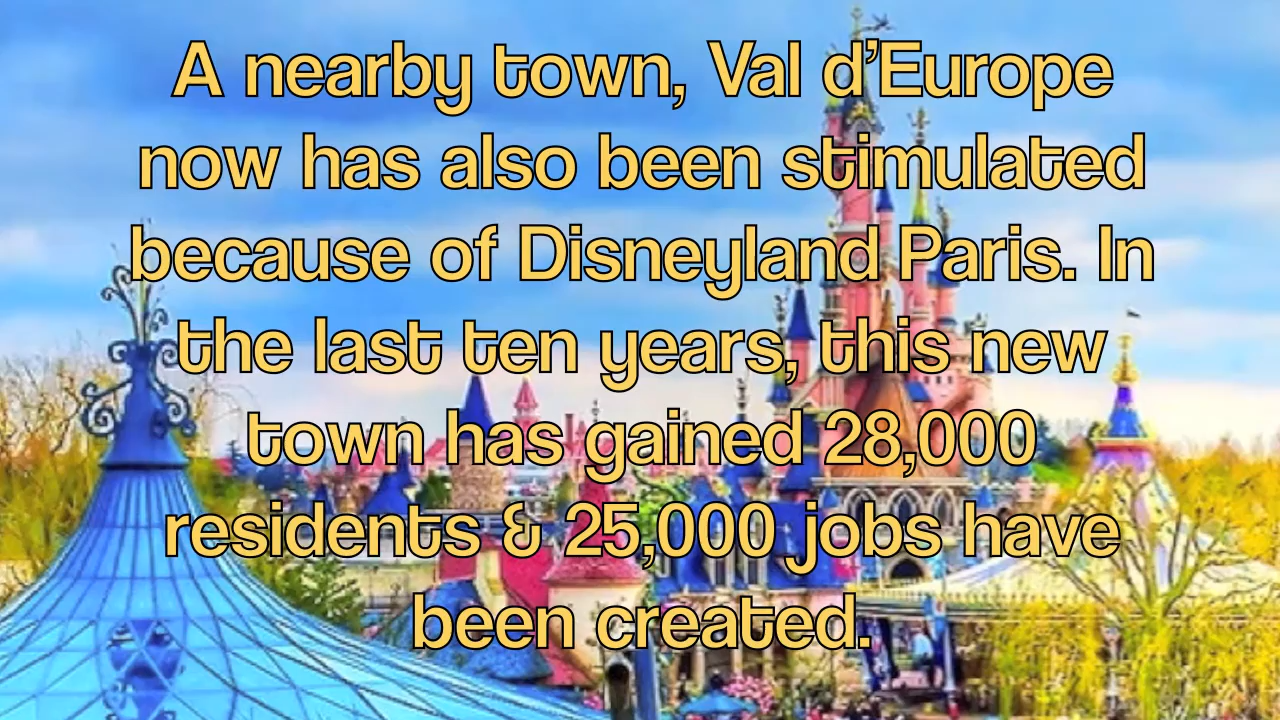 A nearby town, Val d’Europe
now has also been stimulated
because of Disneyland Paris. In
the last ten years, this new
town has gained 28,000
residents & 25,000 jobs have
been created.